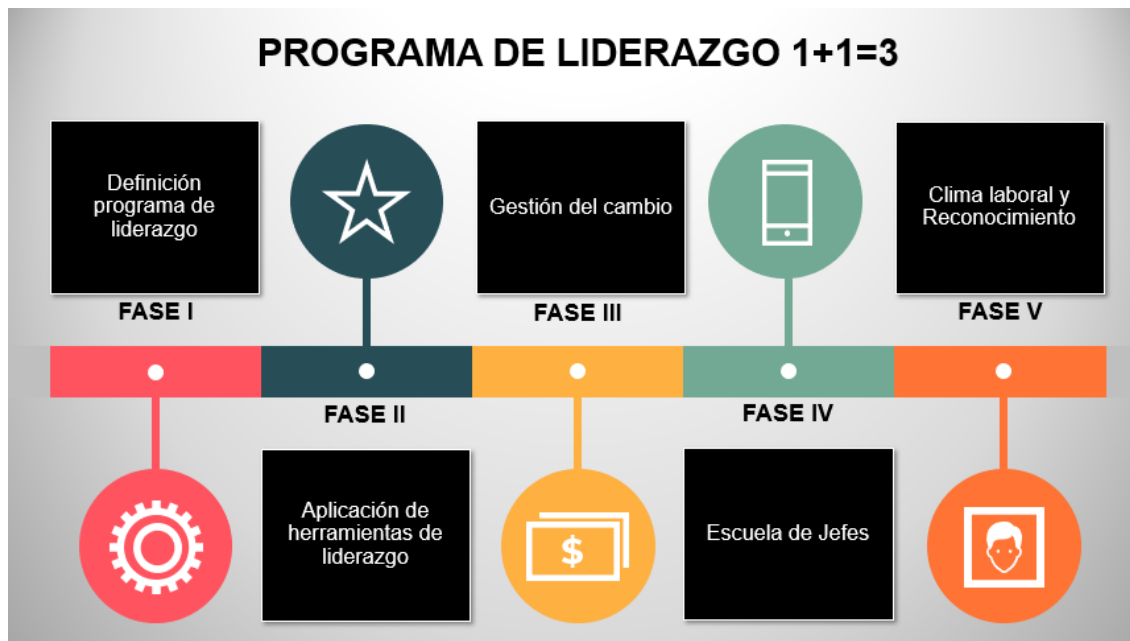 PROGRAMA DE LIDERAZGO 1+1=3
Definición
programa de
liderazgo
FASE I
Aplicación de
herramientas de
liderazgo
FASE II
Gestión del cambio
FASE III
$
Escuela de Jefes
FASE IV
Clima laboral y
Reconocimiento
FASE V